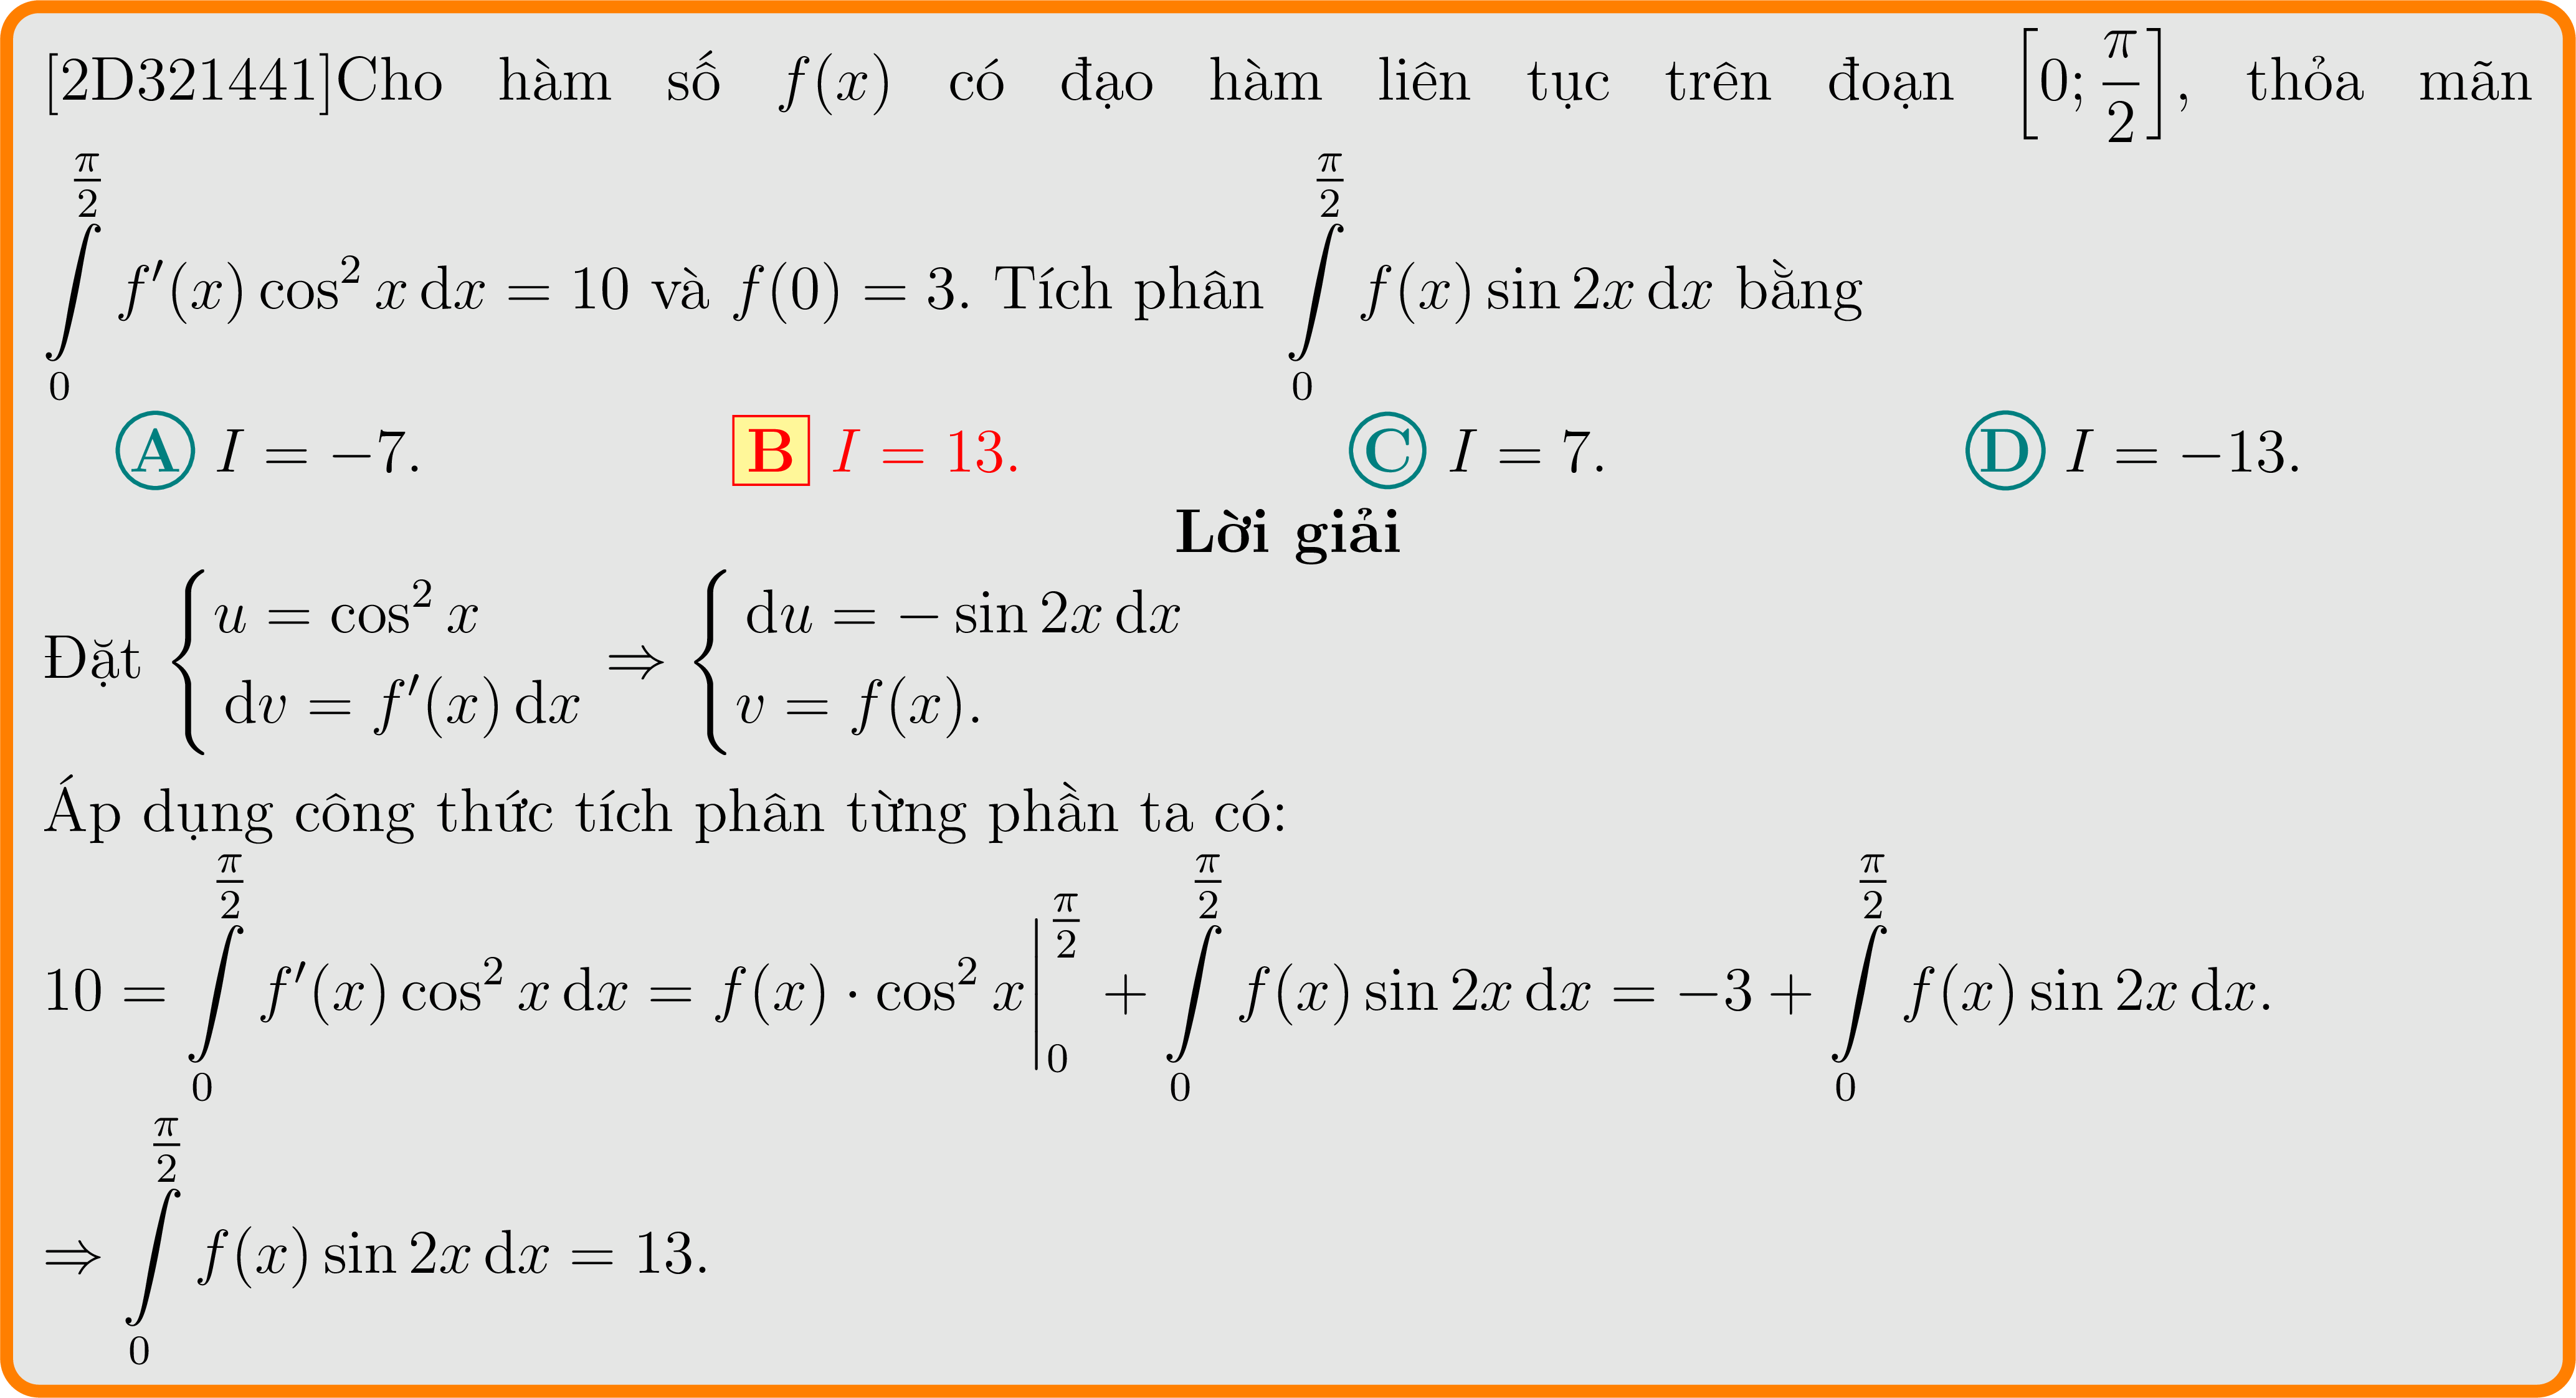 [2D321441]Cho hàm số $f(x)$ có đạo hàm liên tục trên đoạn $\left[0; \dfrac{\pi}{2}\right]$, thỏa mãn
$\int\limits_0^{\frac{\pi}{2}} f'(x) \cos^2 x \, \mathrm{d}x = 10$ và $f(0) = 3$. Tích phân $\int\limits_0^{\frac{\pi}{2}} f(x) \sin 2x \, \mathrm{d}x$ bằng
A $I = -7.$ B $I = 13.$ C $I = 7.$ D $I = -13.$
Lời giải
Đặt $\begin{cases} u = \cos^2 x \\ \mathrm{d}v = f'(x) \, \mathrm{d}x \end{cases} \Rightarrow \begin{cases} \mathrm{d}u = -\sin 2x \, \mathrm{d}x \\ v = f(x). \end{cases}$
Áp dụng công thức tích phân từng phần ta có:
$10 = \int\limits_0^{\frac{\pi}{2}} f'(x) \cos^2 x \, \mathrm{d}x = f(x) \cdot \cos^2 x \Big|_0^{\frac{\pi}{2}} + \int\limits_0^{\frac{\pi}{2}} f(x) \sin 2x \, \mathrm{d}x = -3 + \int\limits_0^{\frac{\pi}{2}} f(x) \sin 2x \, \mathrm{d}x.$
$\Rightarrow \int\limits_0^{\frac{\pi}{2}} f(x) \sin 2x \, \mathrm{d}x = 13.$